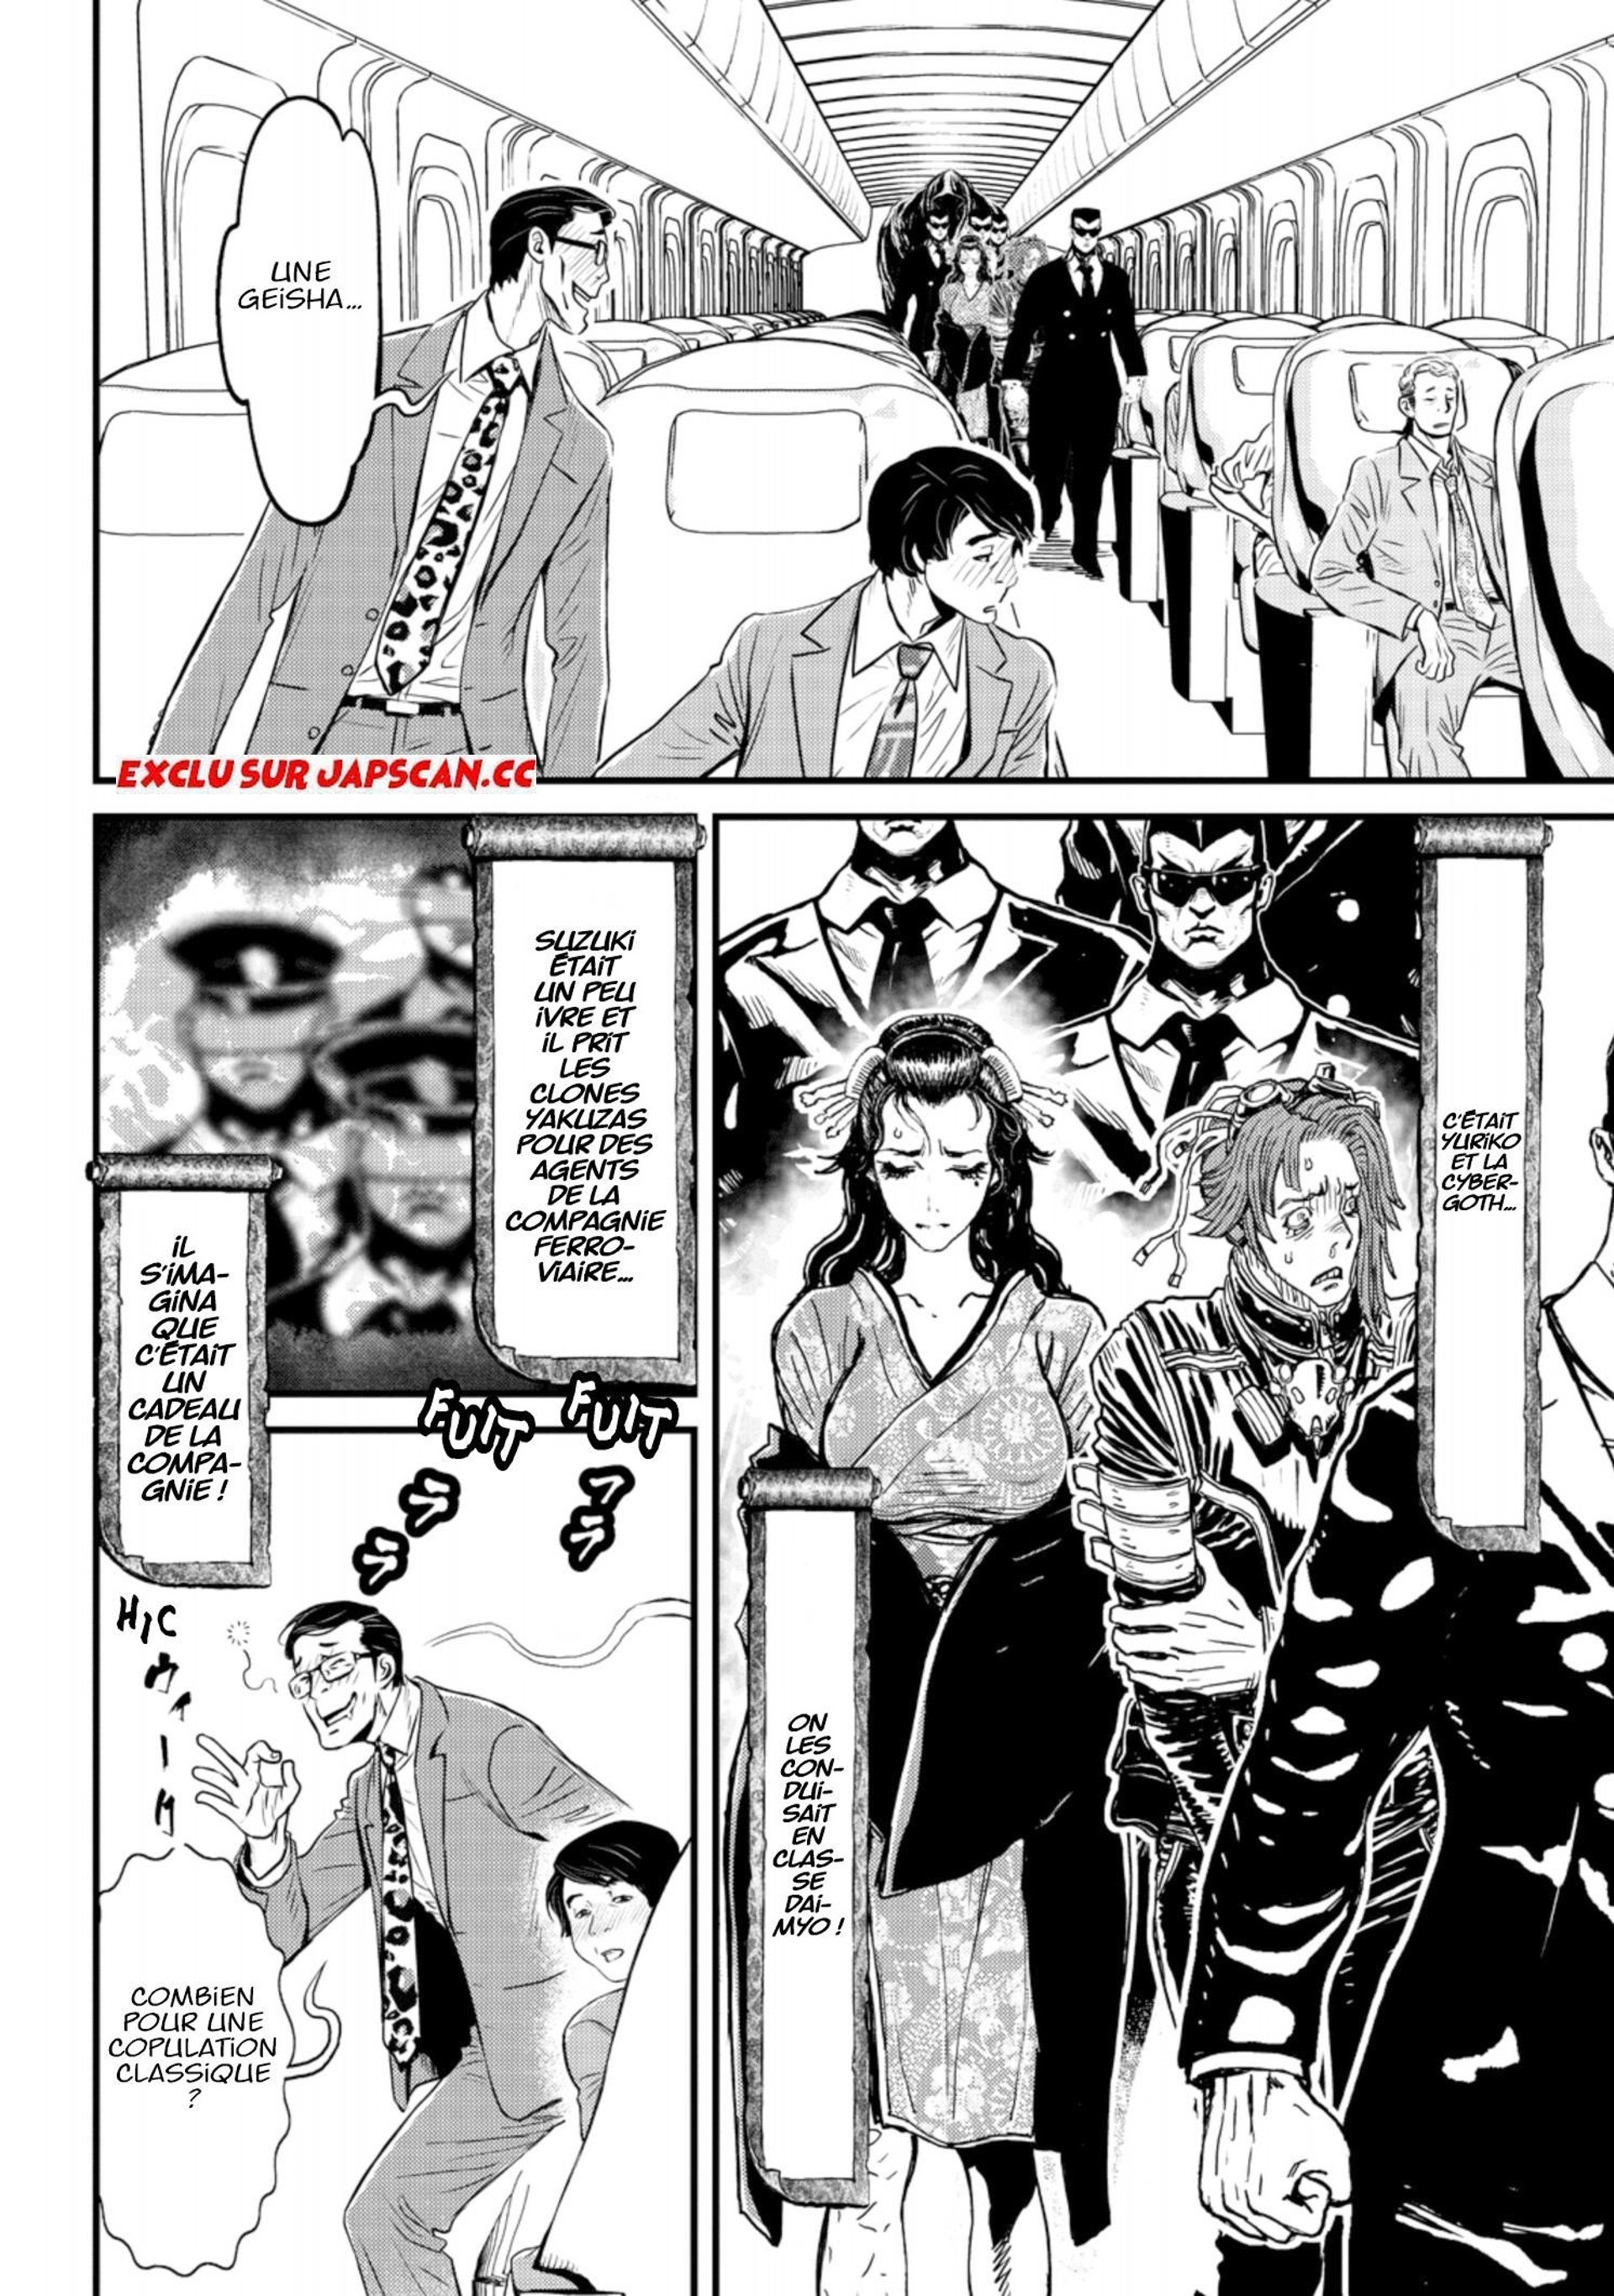 UNE
GEISHA...
EXCLU SUR JAPSCAN.CC
C'ÉTAIT
YURIKO
ET LA
CYBER-
GOTH...
ON
LES
CON-
DUI-
SAIT
EN
CLAS-
SE
DAI-
MYO !
SUZUKI
ÉTAIT
UN PEU
IVRE ET
IL PRIT
LES
CLONES
YAKUZAS
POUR DES
AGENTS
DE LA
COMPAGNIE
FERRO-
VIAIRE...
IL
S'IMA-
GINA
QUE
C'ÉTAIT
UN
CADEAU
DE LA
COMPA-
GNIE !
FUIT
FUIT
フラ
フラ
HIC
ウィーッ
COMBIEN
POUR UNE
COPULATION
CLASSIQUE
?